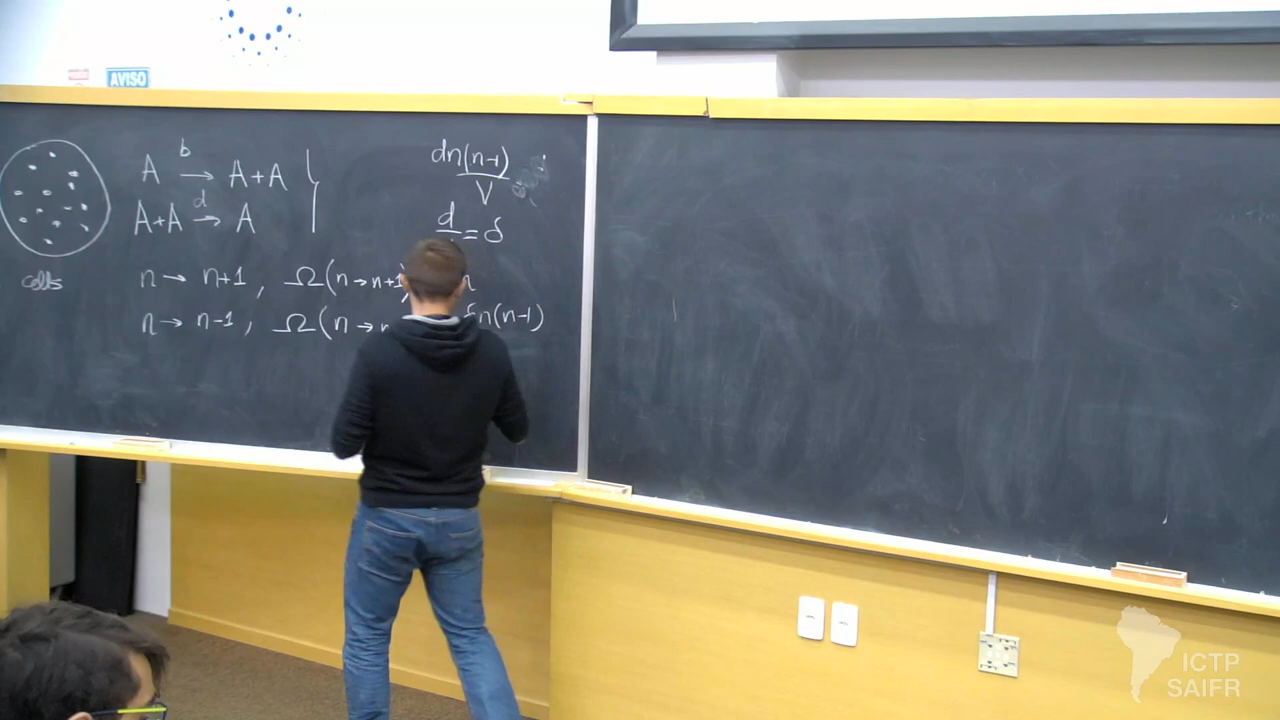 AVISO
A b→ A+A
A+A d→ A
dn(n-1)
V
d = δ
cells
n → n+1 , Ω(n → n+1) n
n → n-1 , Ω(n → n δn(n-1)
ICTP
SAIFR